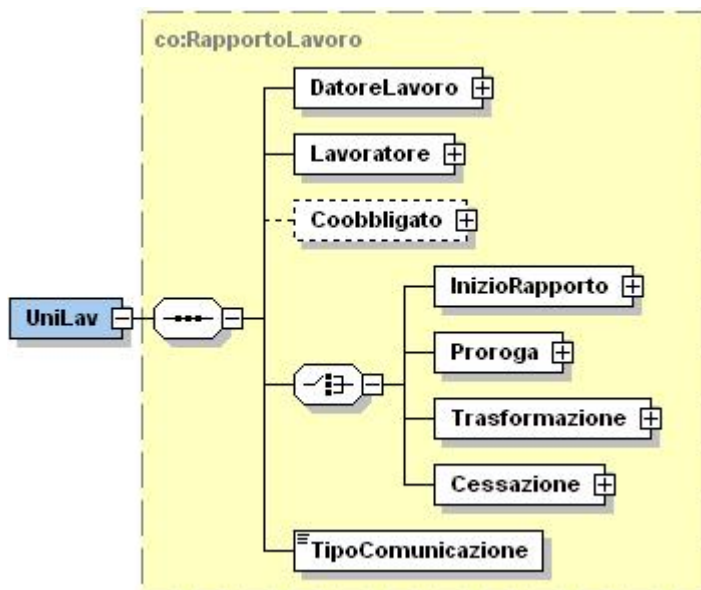 co:RapportoLavoro
DatoreLavoro
Lavoratore
Coobbligato
InizioRapporto
UniLav
Proroga
Trasformazione
Cessazione
TipoComunicazione